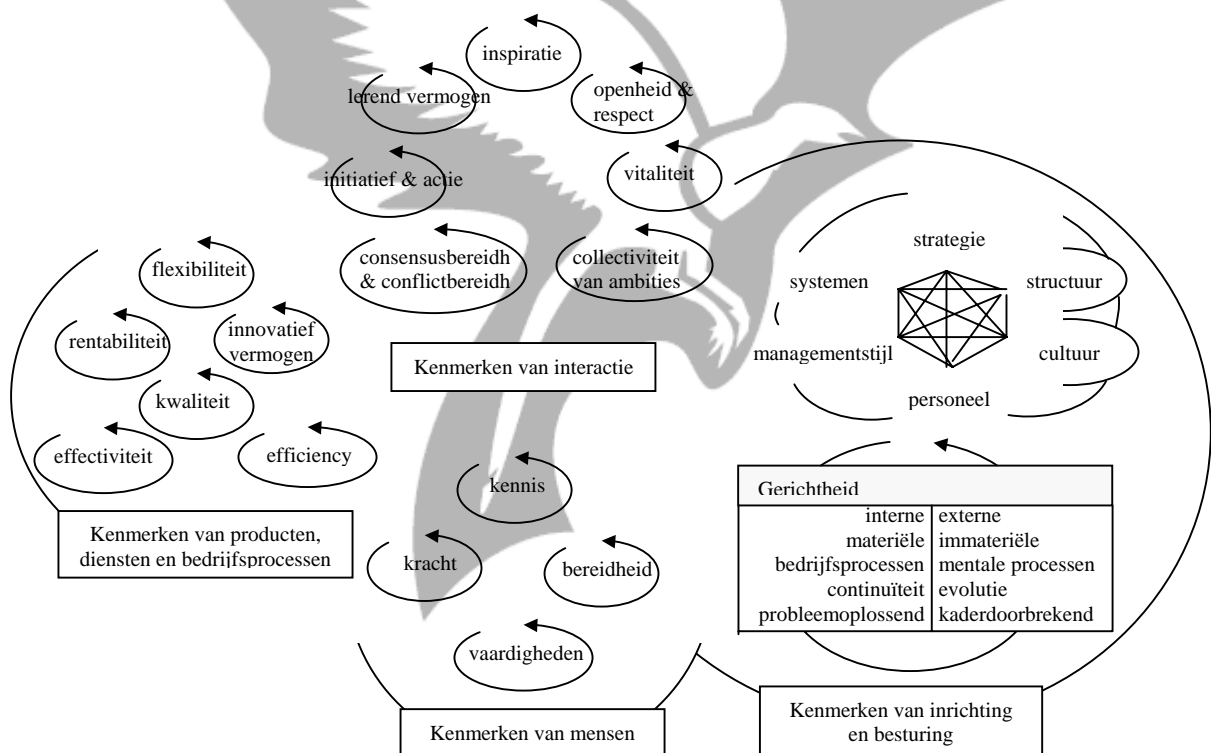 inspiratie
lerend vermogen
openheid &
respect
initiatief & actie
vitaliteit
consensusbereidh
& conflictbereidh
collectiviteit
van ambities
Kenmerken van interactie
flexibiliteit
rentabiliteit
innovatief
vermogen
kwaliteit
effectiviteit
efficiency
Kenmerken van producten,
diensten en bedrijfsprocessen
kennis
kracht
bereidheid
vaardigheden
Kenmerken van mensen
strategie
systemen
structuur
managementstijl
cultuur
personeel
Gerichtheid
interne externe
materiële immateriële
bedrijfsprocessen mentale processen
continuïteit evolutie
probleemoplossend kaderdoorbrekend
Kenmerken van inrichting
en besturing